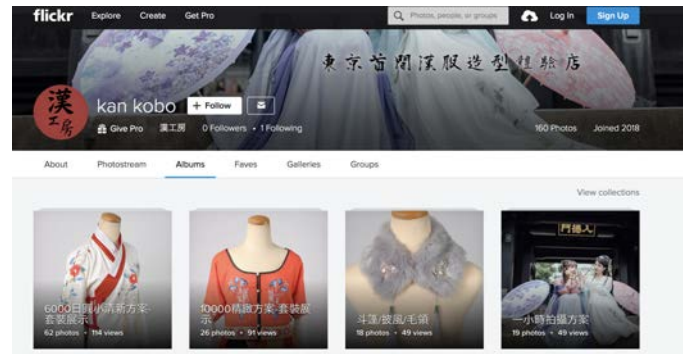 flickr Explore Create Get Pro Photos, people, or groups Log In Sign Up
東京首間漢服造型體驗店
漢
工房
kan kobo + Follow
Give Pro 漢工房 0 Followers • 1 Following 160 Photos Joined 2018
About Photostream Albums Faves Galleries Groups
View collections
6000日圓小清新方案-
套裝展示
62 photos • 114 views
10000精緻方案-套裝展
示
26 photos • 91 views
斗篷/披風/毛領
18 photos • 49 views
一小時拍攝方案
19 photos • 49 views